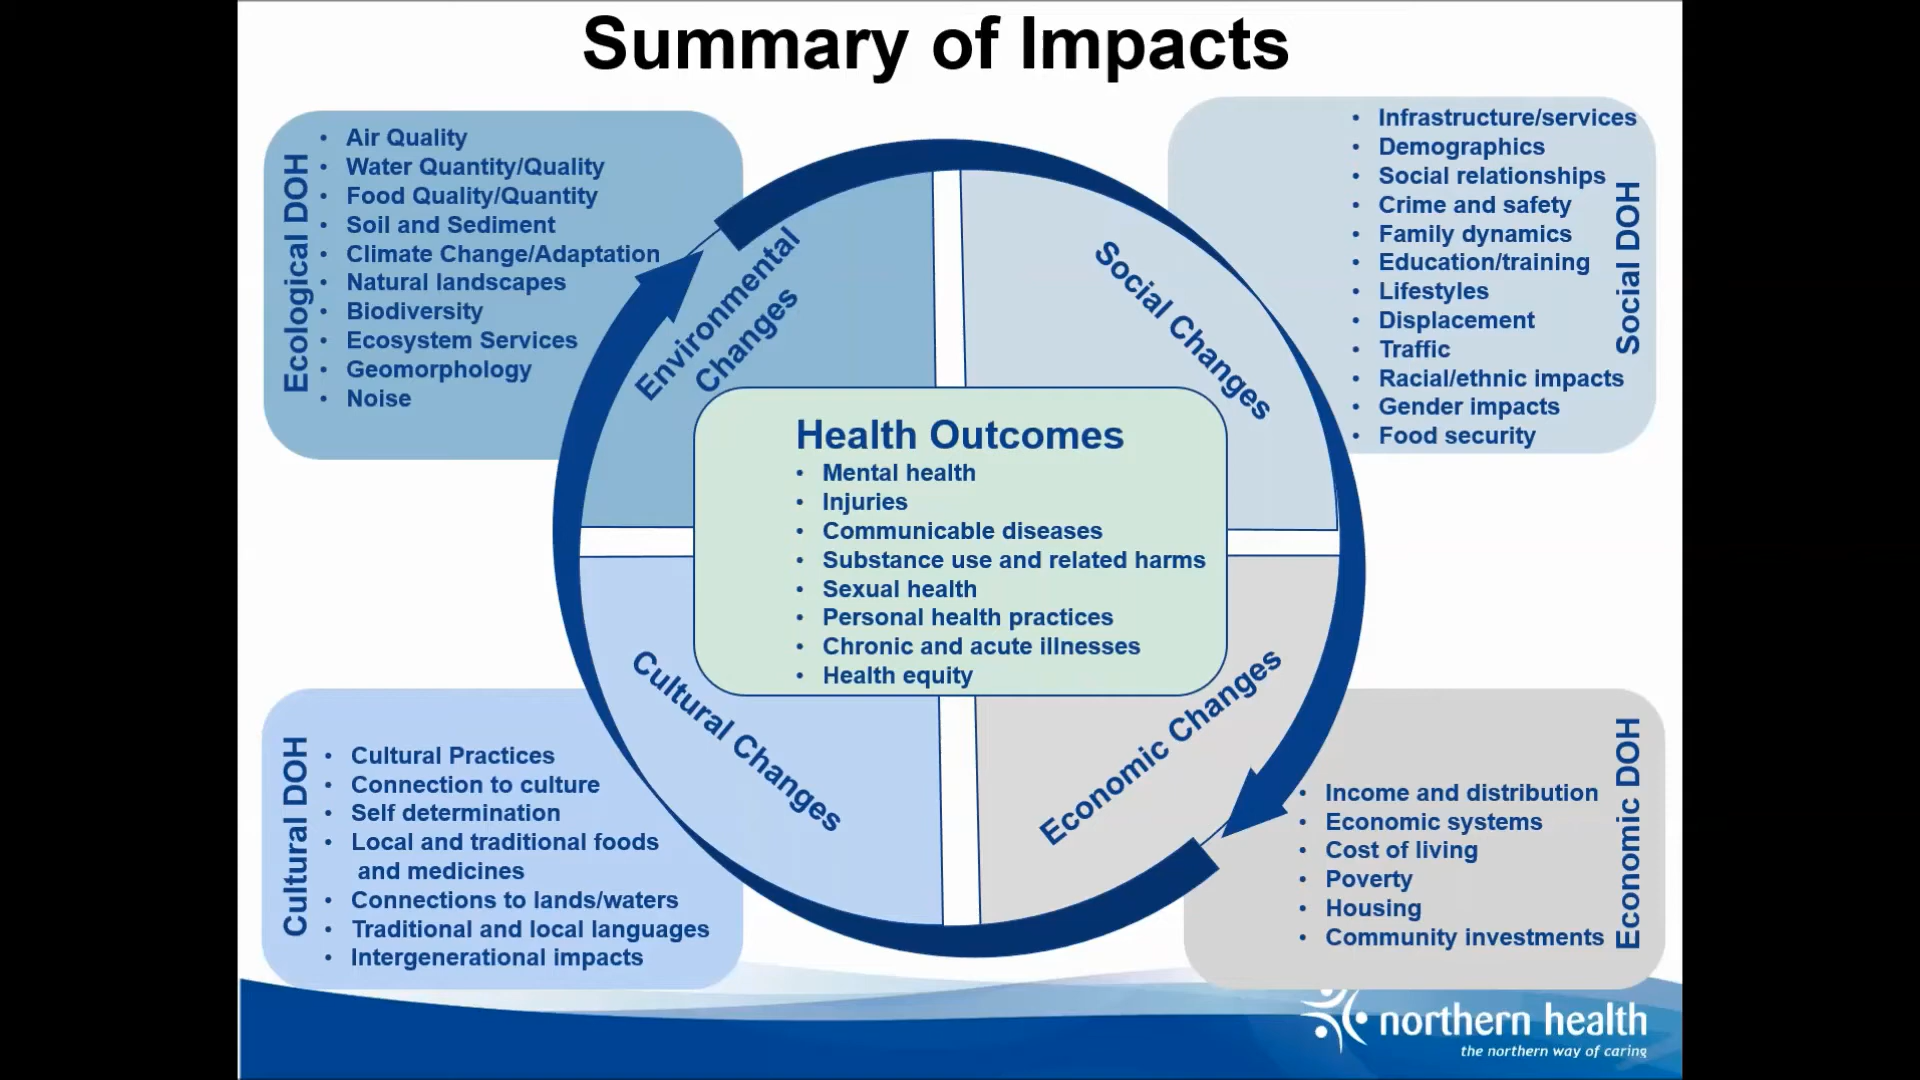 Summary of Impacts
Ecological DOH
• Air Quality
• Water Quantity/Quality
• Food Quality/Quantity
• Soil and Sediment
• Climate Change/Adaptation
• Natural landscapes
• Biodiversity
• Ecosystem Services
• Geomorphology
• Noise
Environmental
Changes
Social Changes
Social DOH
• Infrastructure/services
• Demographics
• Social relationships
• Crime and safety
• Family dynamics
• Education/training
• Lifestyles
• Displacement
• Traffic
• Racial/ethnic impacts
• Gender impacts
• Food security
Health Outcomes
• Mental health
• Injuries
• Communicable diseases
• Substance use and related harms
• Sexual health
• Personal health practices
• Chronic and acute illnesses
• Health equity
Cultural Changes
Economic Changes
Cultural DOH
• Cultural Practices
• Connection to culture
• Self determination
• Local and traditional foods
and medicines
• Connections to lands/waters
• Traditional and local languages
• Intergenerational impacts
Economic DOH
• Income and distribution
• Economic systems
• Cost of living
• Poverty
• Housing
• Community investments
northern health
the northern way of caring